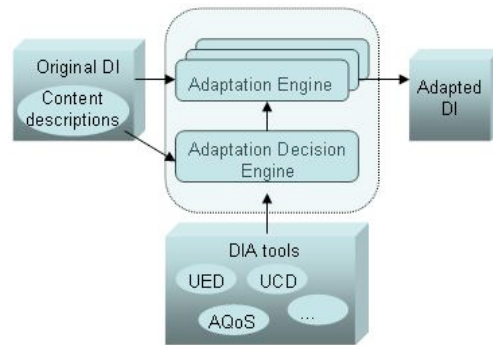 Original DI
Content
descriptions
Adaptation Engine
Adaptation Decision
Engine
Adapted
DI
DIA tools
UED
UCD
AQoS
...